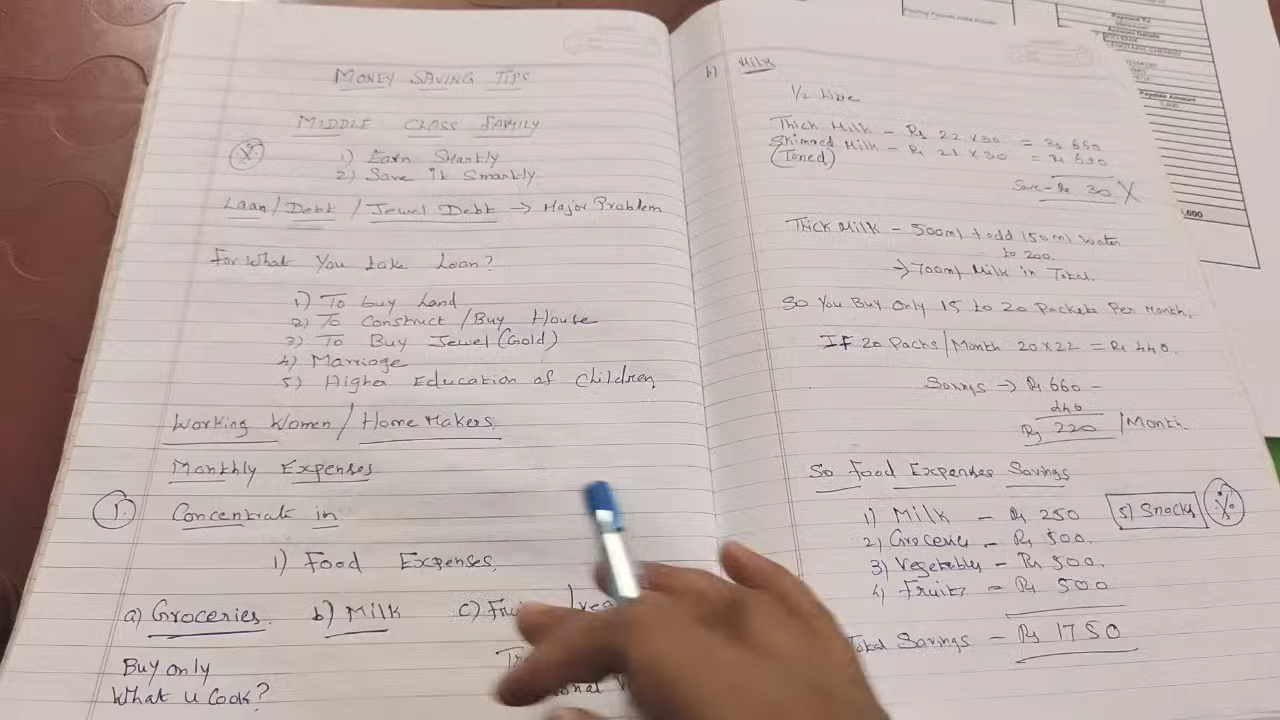 MONEY SAVING TIPS
MIDDLE CLASS FAMILY
1) Earn Smartly
2) Save it Smartly
Loan/Debt / Jewel Debt → Major Problem
For What You take Loan?
1) To buy Land
2) To Construct / Buy House
3) To Buy Jewel (Gold)
4) Marriage
5) Higher Education of Children
Working Women / Home Makers
Monthly Expenses
1. Concentrate in
1) Food Expenses
a) Groceries b) Milk c)
Buy only
What u Cook?
b) Milk
1/2 litre
Thick Milk - Rs 22 x 30 = Rs 660
Skimmed Milk - Rs 21 x 30 = Rs 630
(Toned)
Save - Rs 30 X
Thick Milk - 500ml + add 150ml Water
to 200
→ 700ml Milk in Total.
So You Buy Only 15 to 20 Packets Per Month.
If 20 Packs/Month 20 x 22 = Rs 440.
Savings → Rs 660 -
440
Rs 220 /Month.
So Food Expenses Savings
1) Milk - Rs 250
5) Snacks
2) Groceries - Rs 500.
3) Vegetables - Rs 500.
4) Fruits - Rs 500
Total Savings - Rs 1750
Payment To
Account Details
Payable Amount